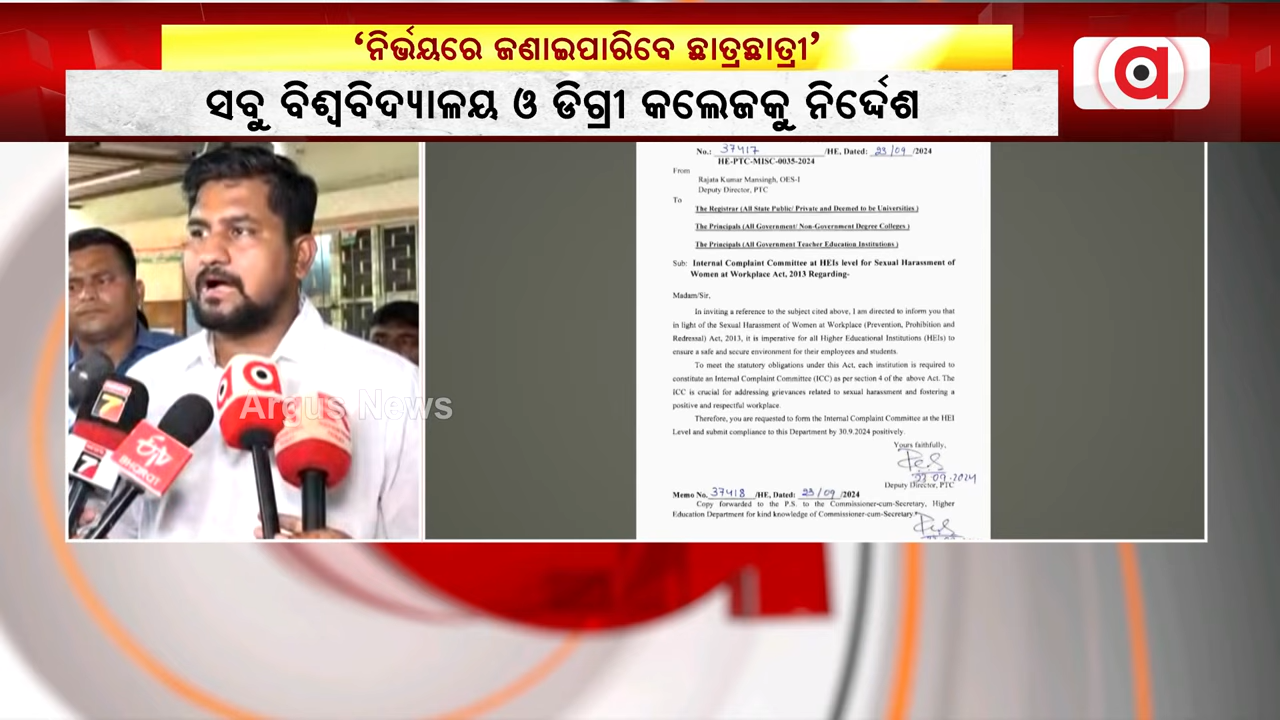 ‘ନିର୍ଭୟରେ ଜଣାଇପାରିବେ ଛାତ୍ରଛାତ୍ରୀ’
ସବୁ ବିଶ୍ୱବିଦ୍ୟାଳୟ ଓ ଡିଗ୍ରୀ କଲେଜକୁ ନିର୍ଦ୍ଦେଶ
No.: 37417 /HE, Dated: 23/09 /2024
HE-PTC-MISC-0035-2024
From
Rajata Kumar Mansingh, OES-I
Deputy Director, PTC
To
The Registrar (All State Public/ Private and Deemed to be Universities )
The Principals (All Government/ Non-Government Degree Colleges )
The Principals (All Government Teacher Education Institutions )
Sub: Internal Complaint Committee at HEIs level for Sexual Harassment of
Women at Workplace Act, 2013 Regarding-
Madam/Sir,
In inviting a reference to the subject cited above, I am directed to inform you that
in light of the Sexual Harassment of Women at Workplace (Prevention, Prohibition and
Redressal) Act, 2013, it is imperative for all Higher Educational Institutions (HEIs) to
ensure a safe and secure environment for their employees and students.
To meet the statutory obligations under this Act, each institution is required to
constitute an Internal Complaint Committee (ICC) as per section 4 of the above Act. The
ICC is crucial for addressing grievances related to sexual harassment and fostering a
positive and respectful workplace.
Therefore, you are requested to form the Internal Complaint Committee at the HEI
Level and submit compliance to this Department by 30.9.2024 positively.
Yours faithfully,
23.09.2024
Deputy Director, PTC
Memo No. 37418 /HE, Dated: 23/09 /2024
Copy forwarded to the P.S. to the Commissioner-cum-Secretary, Higher
Education Department for kind knowledge of Commissioner-cum-Secretary.
Argus News
7
NEWS
7
ETV
BHARAT